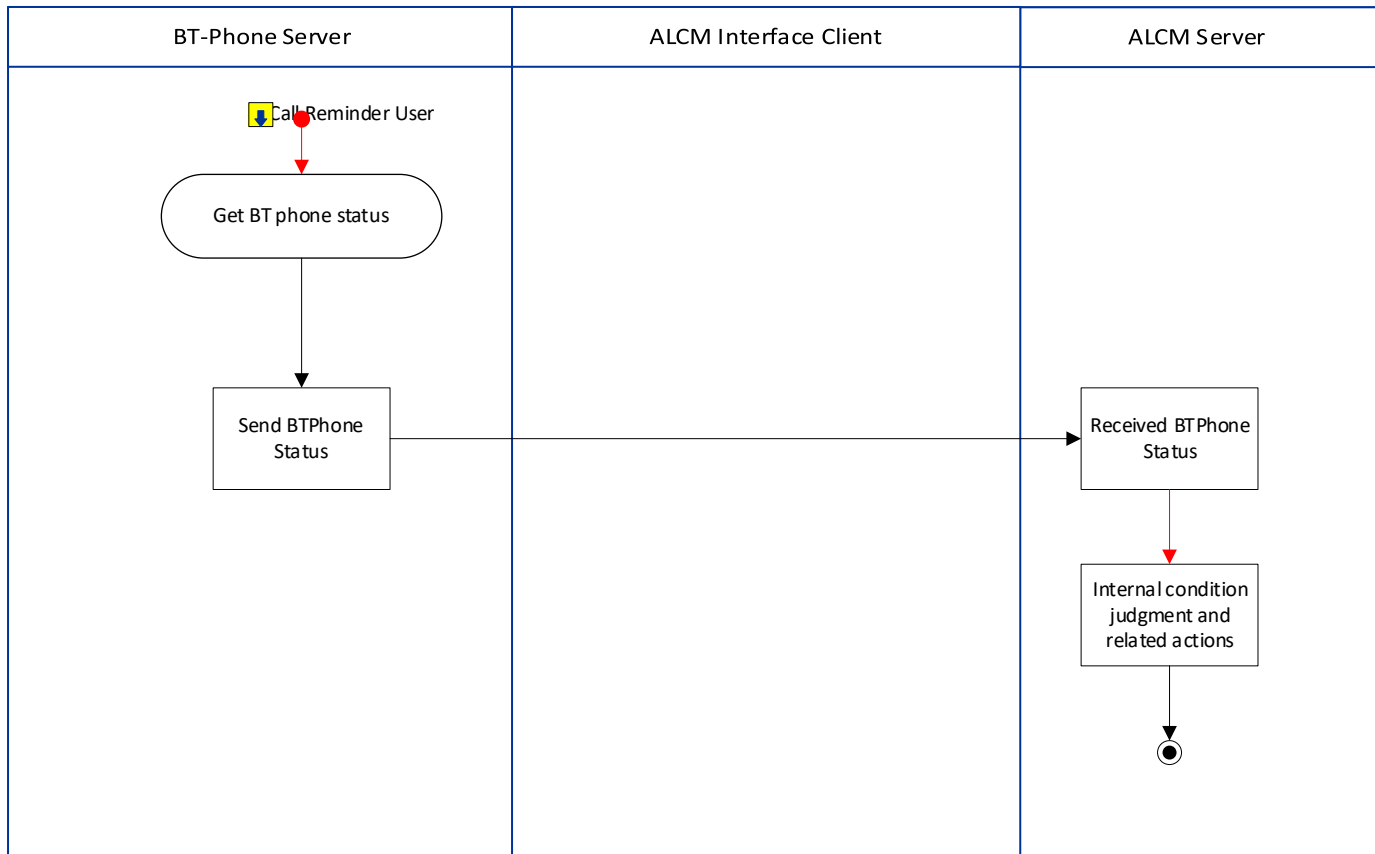 BT-Phone Server
ALCM Interface Client
ALCM Server
Call Reminder User
Get BT phone status
Send BTPhone
Status
Received BTPhone
Status
Internal condition
judgment and
related actions